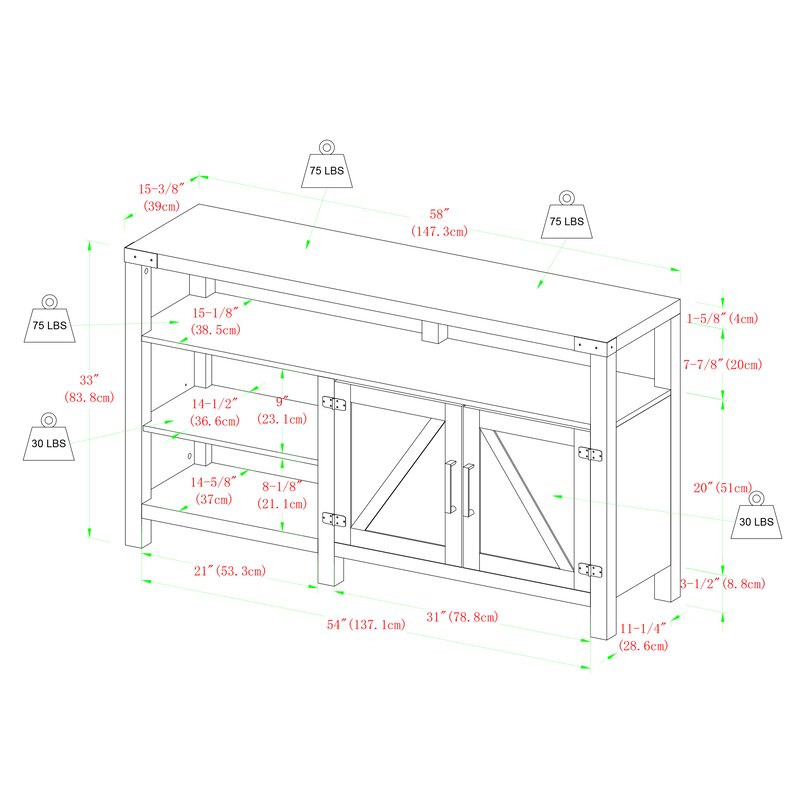 75 LBS
15-3/8"
(39cm)
58"
(147.3cm)
75 LBS
75 LBS
15-1/8"
(38.5cm)
1-5/8"(4cm)
7-7/8"(20cm)
33"
(83.8cm)
14-1/2"
(36.6cm)
9"
(23.1cm)
30 LBS
14-5/8"
(37cm)
8-1/8"
(21.1cm)
20"(51cm)
30 LBS
21"(53.3cm)
3-1/2"(8.8cm)
31"(78.8cm)
54"(137.1cm)
11-1/4"
(28.6cm)